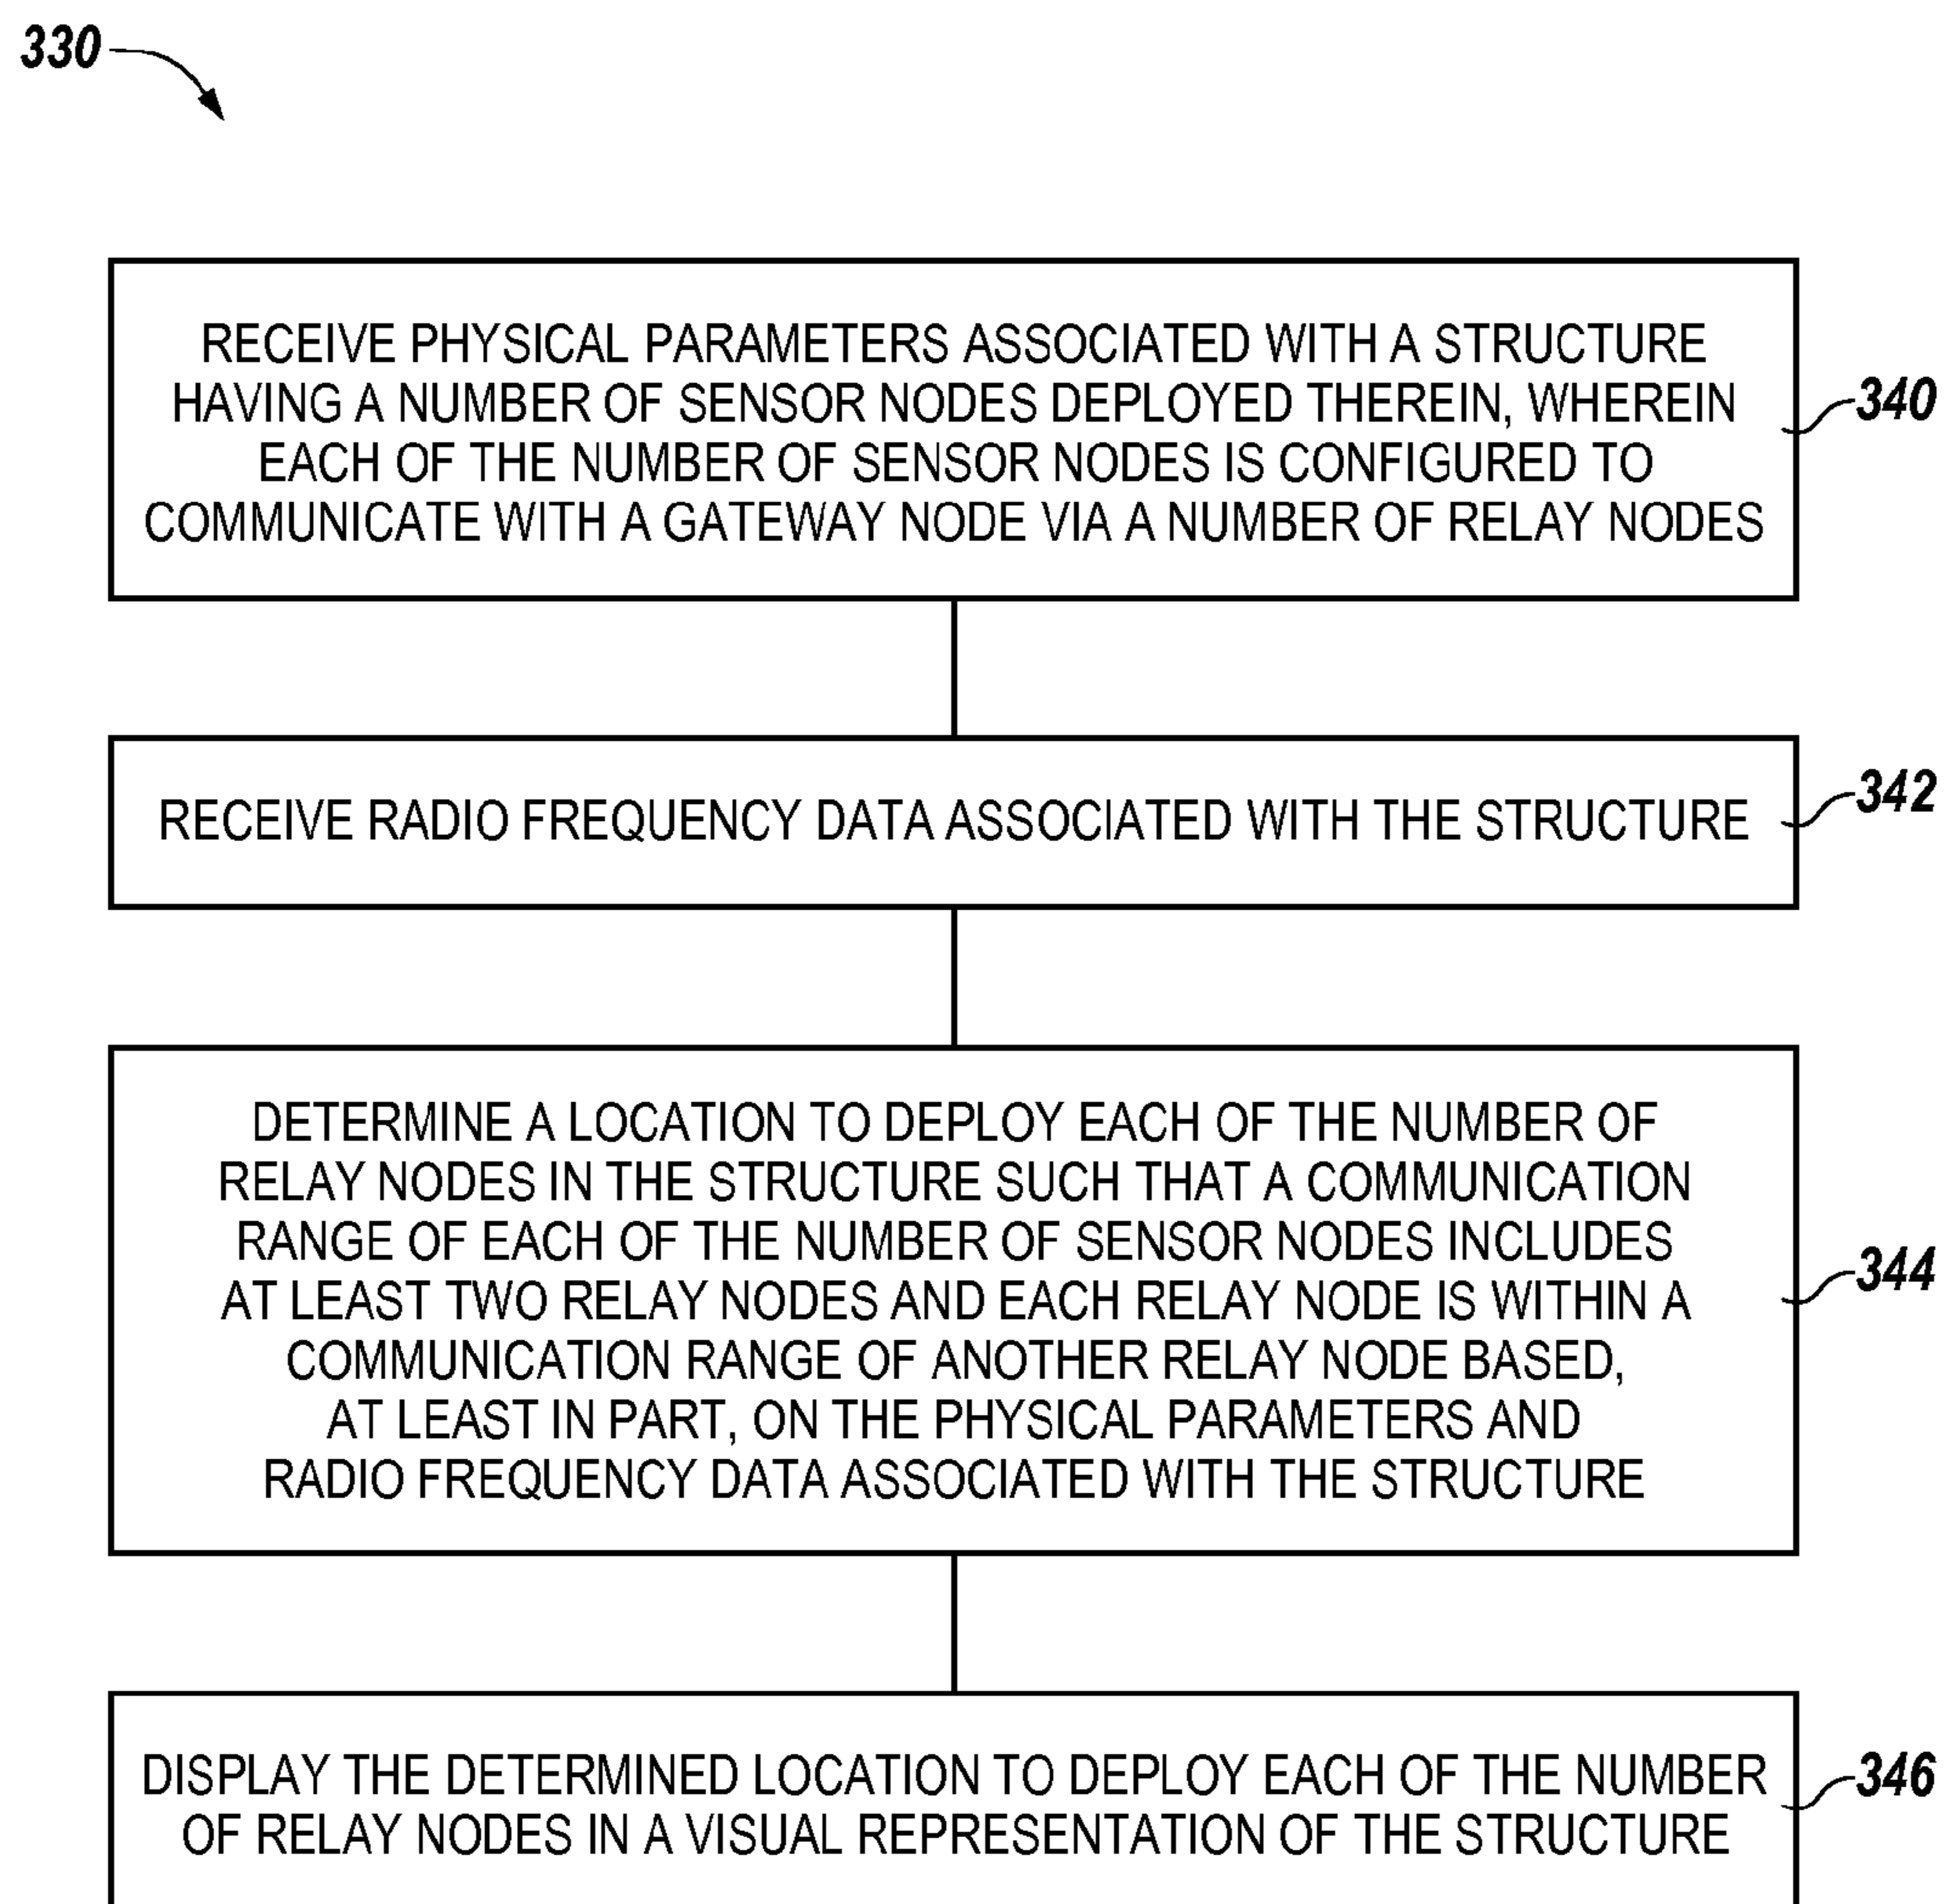 330
RECEIVE PHYSICAL PARAMETERS ASSOCIATED WITH A STRUCTURE
HAVING A NUMBER OF SENSOR NODES DEPLOYED THEREIN, WHEREIN
EACH OF THE NUMBER OF SENSOR NODES IS CONFIGURED TO
COMMUNICATE WITH A GATEWAY NODE VIA A NUMBER OF RELAY NODES
340
RECEIVE RADIO FREQUENCY DATA ASSOCIATED WITH THE STRUCTURE
342
DETERMINE A LOCATION TO DEPLOY EACH OF THE NUMBER OF
RELAY NODES IN THE STRUCTURE SUCH THAT A COMMUNICATION
RANGE OF EACH OF THE NUMBER OF SENSOR NODES INCLUDES
AT LEAST TWO RELAY NODES AND EACH RELAY NODE IS WITHIN A
COMMUNICATION RANGE OF ANOTHER RELAY NODE BASED,
AT LEAST IN PART, ON THE PHYSICAL PARAMETERS AND
RADIO FREQUENCY DATA ASSOCIATED WITH THE STRUCTURE
344
DISPLAY THE DETERMINED LOCATION TO DEPLOY EACH OF THE NUMBER
OF RELAY NODES IN A VISUAL REPRESENTATION OF THE STRUCTURE
346